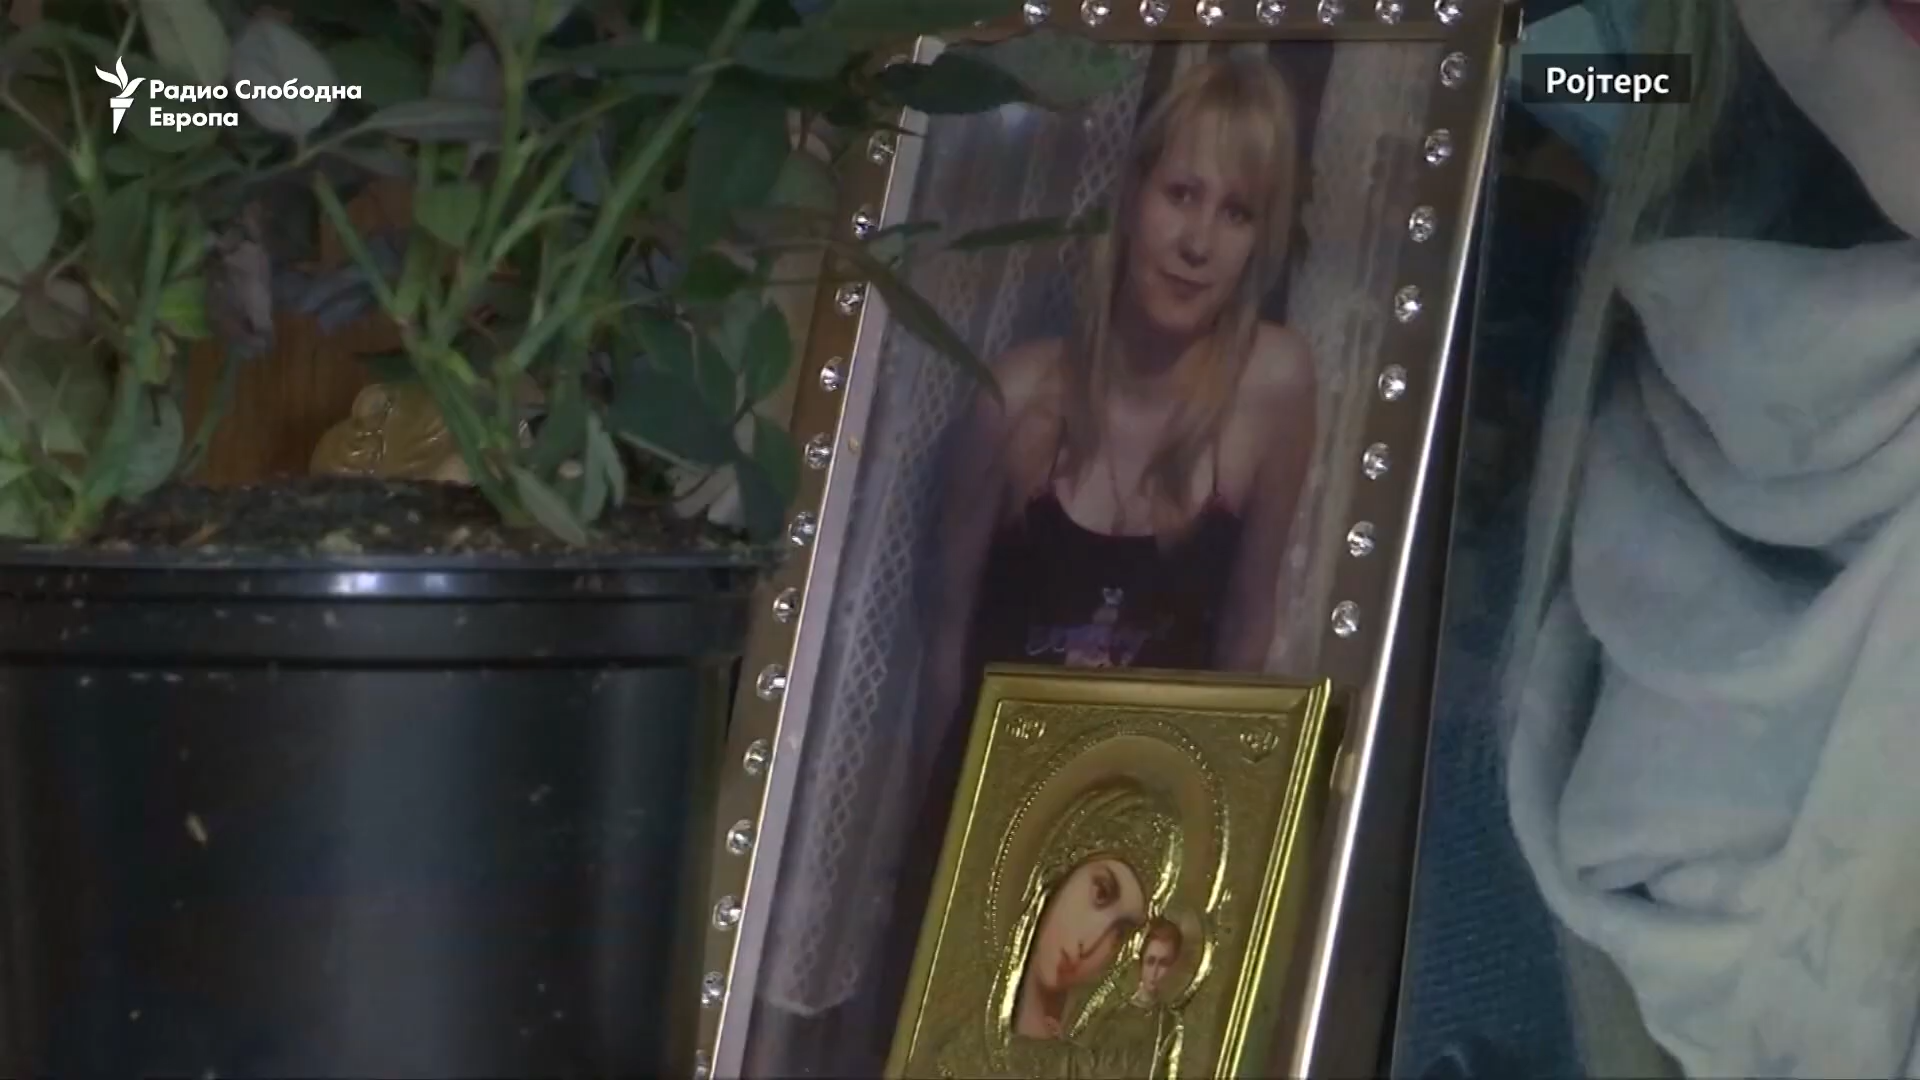 Радио Слободна
Европа
Ројтерс